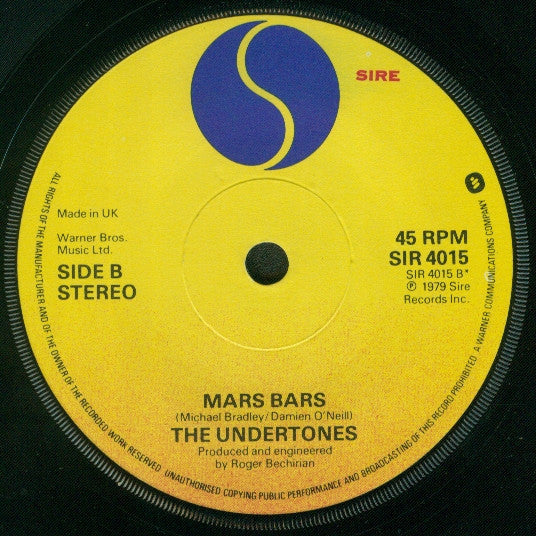 SIRE
Made in UK
Warner Bros.
Music Ltd.
SIDE B
STEREO
45 RPM
SIR 4015
SIR 4015 B*
℗ 1979 Sire
Records Inc.
MARS BARS
(Michael Bradley/Damien O'Neill)
THE UNDERTONES
Produced and engineered
by Roger Bechirian
ALL RIGHTS OF THE MANUFACTURER AND OF THE OWNER OF THE RECORDED WORK RESERVED UNAUTHORISED COPYING PUBLIC PERFORMANCE AND BROADCASTING OF THIS RECORD PROHIBITED A WARNER COMMUNICATIONS COMPANY